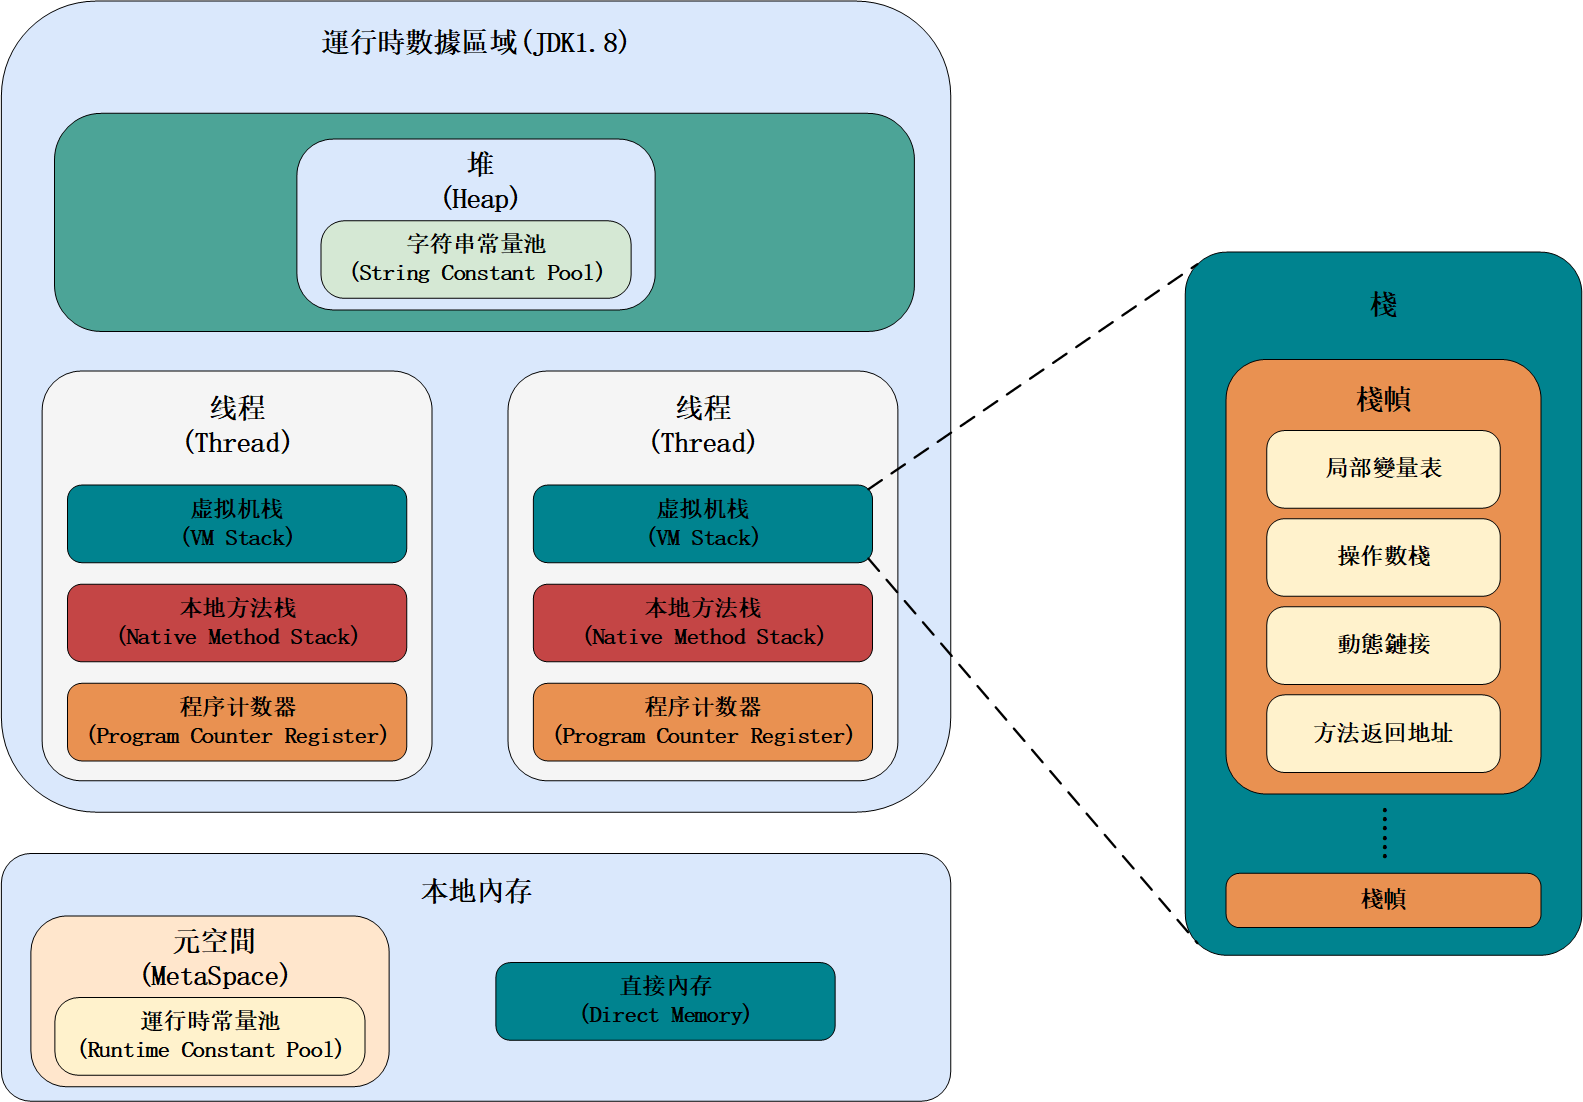 運行時數據區域(JDK1.8)
堆
(Heap)
字符串常量池
(String Constant Pool)
线程
(Thread)
虚拟机栈
(VM Stack)
本地方法栈
(Native Method Stack)
程序计数器
(Program Counter Register)
线程
(Thread)
虚拟机栈
(VM Stack)
本地方法栈
(Native Method Stack)
程序计数器
(Program Counter Register)
栈
棧幀
局部變量表
操作數棧
動態鏈接
方法返回地址
棧幀
本地內存
元空間
(MetaSpace)
運行時常量池
(Runtime Constant Pool)
直接內存
(Direct Memory)